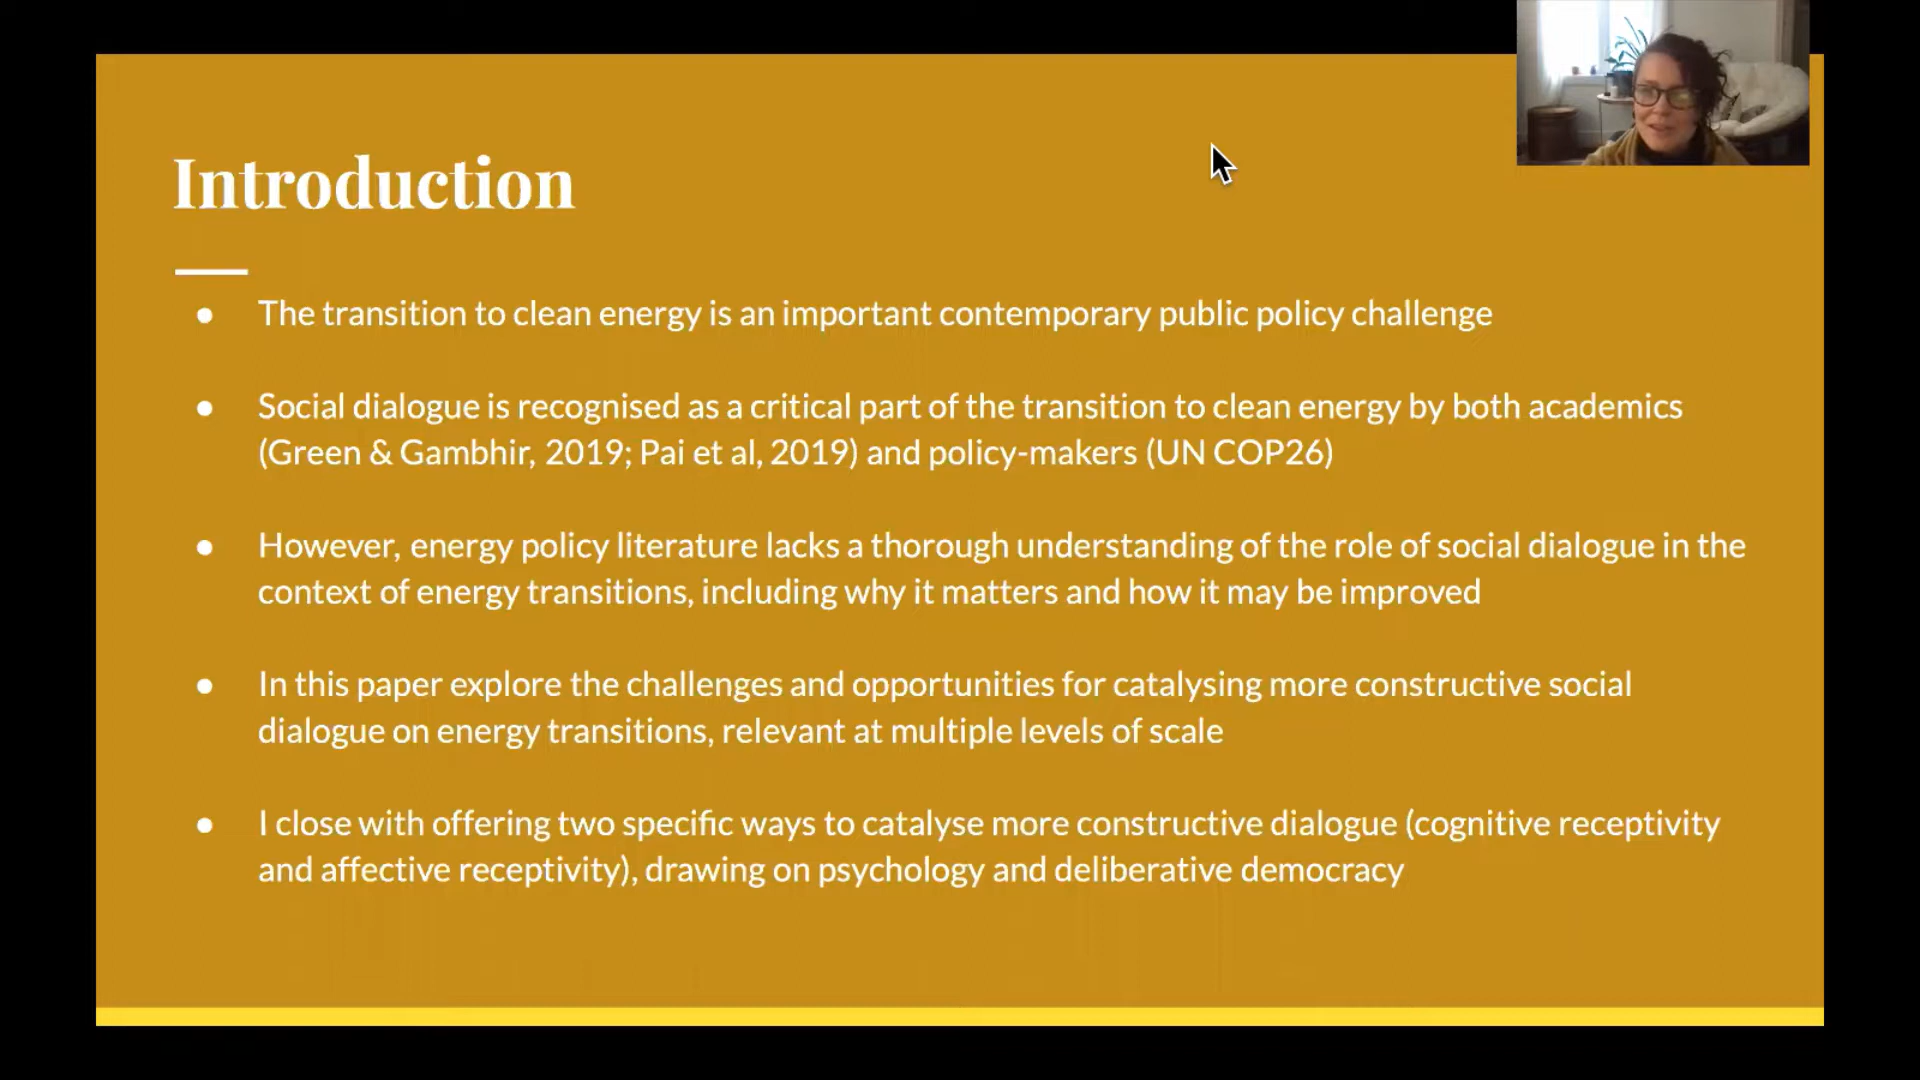 Introduction
● The transition to clean energy is an important contemporary public policy challenge
● Social dialogue is recognised as a critical part of the transition to clean energy by both academics
(Green & Gambhir, 2019; Pai et al, 2019) and policy-makers (UN COP26)
● However, energy policy literature lacks a thorough understanding of the role of social dialogue in the
context of energy transitions, including why it matters and how it may be improved
● In this paper explore the challenges and opportunities for catalysing more constructive social
dialogue on energy transitions, relevant at multiple levels of scale
● I close with offering two specific ways to catalyse more constructive dialogue (cognitive receptivity
and affective receptivity), drawing on psychology and deliberative democracy